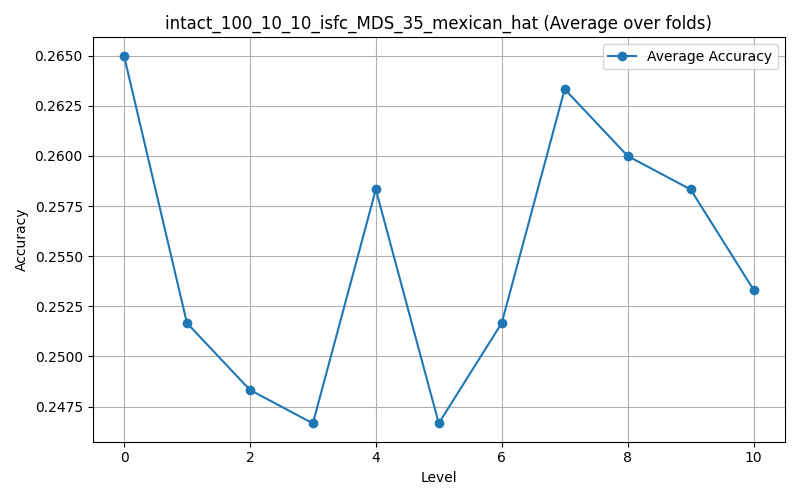 intact_100_10_10_isfc_MDS_35_mexican_hat (Average over folds)
Average Accuracy
0.2650
0.2625
0.2600
0.2575
0.2550
0.2525
0.2500
0.2475
Accuracy
0 2 4 6 8 10
Level